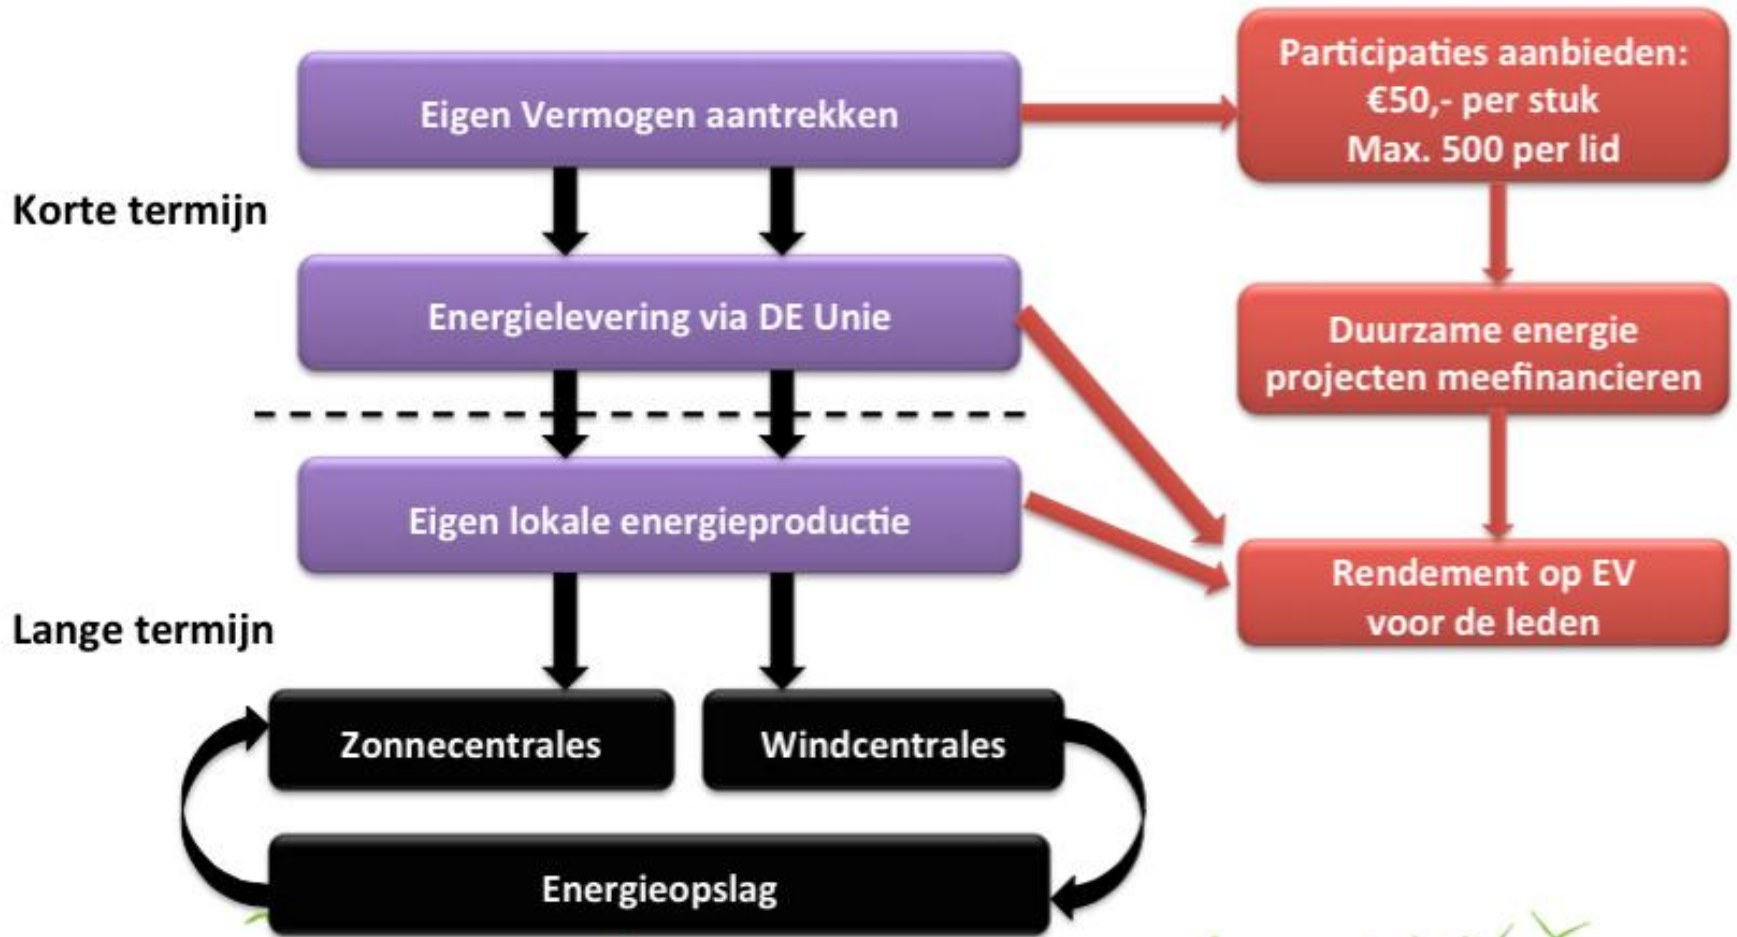 Eigen Vermogen aantrekken
Participaties aanbieden:
€50,- per stuk
Max. 500 per lid
Korte termijn
Energielevering via DE Unie
Duurzame energie
projecten meefinancieren
Eigen lokale energieproductie
Rendement op EV
voor de leden
Lange termijn
Zonnecentrales
Windcentrales
Energieopslag